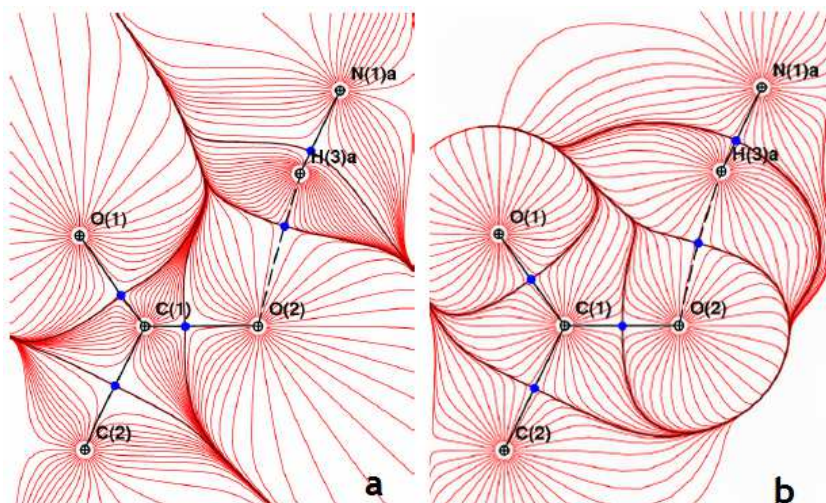 N(1)a
H(3)a
O(1)
C(1)
O(2)
C(2)
a
N(1)a
H(3)a
O(1)
C(1)
O(2)
C(2)
b